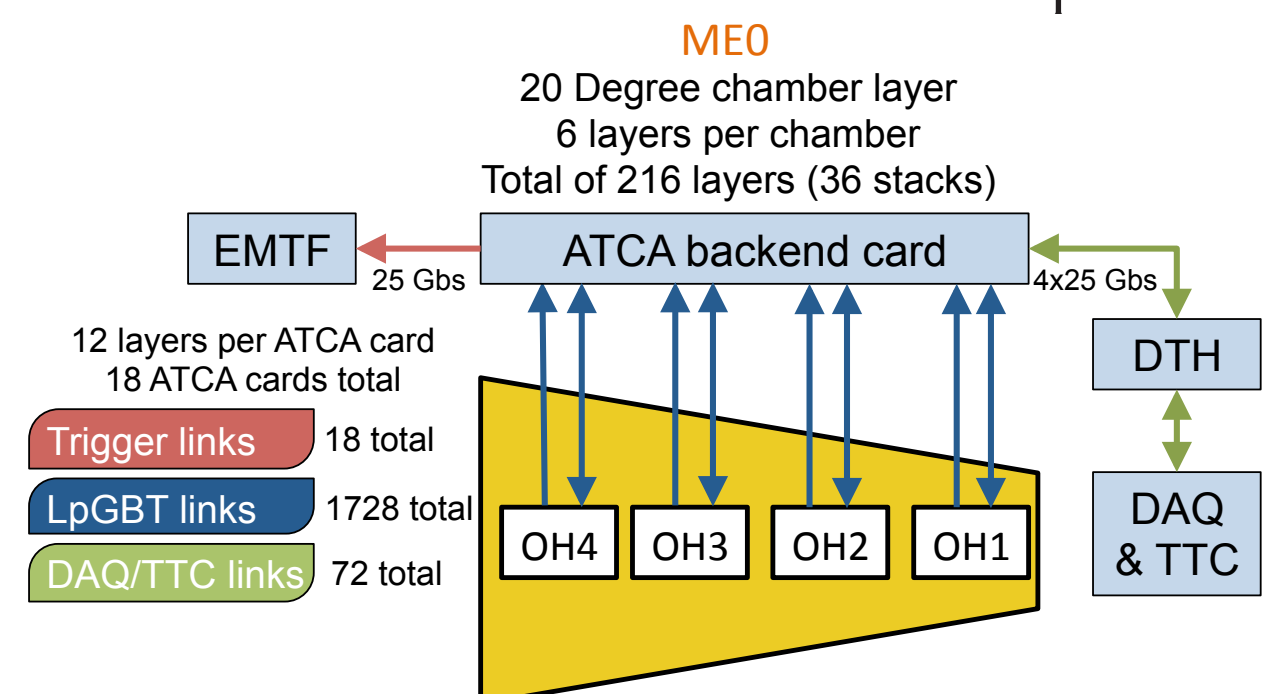 ME0
20 Degree chamber layer
6 layers per chamber
Total of 216 layers (36 stacks)
EMTF
ATCA backend card
25 Gbs
4x25 Gbs
12 layers per ATCA card
18 ATCA cards total
DTH
Trigger links
18 total
LpGBT links
1728 total
DAQ/TTC links
72 total
OH4
OH3
OH2
OH1
DAQ
& TTC